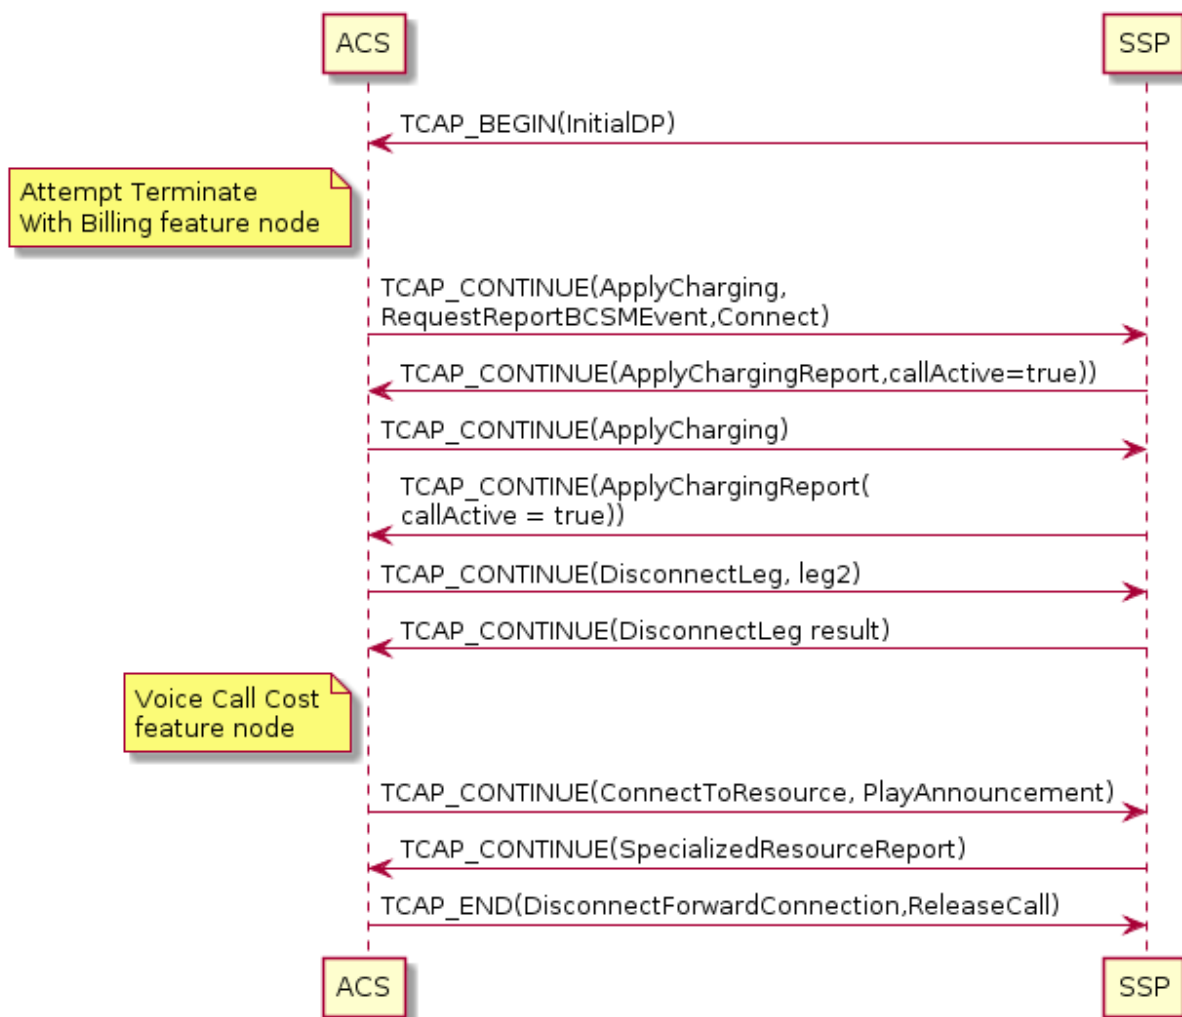 ACS
SSP
TCAP_BEGIN(InitialDP)
Attempt Terminate
With Billing feature node
TCAP_CONTINUE(ApplyCharging,
RequestReportBCSMEvent,Connect)
TCAP_CONTINUE(ApplyChargingReport,callActive=true))
TCAP_CONTINUE(ApplyCharging)
TCAP_CONTINE(ApplyChargingReport(
callActive = true))
TCAP_CONTINUE(DisconnectLeg, leg2)
TCAP_CONTINUE(DisconnectLeg result)
Voice Call Cost
feature node
TCAP_CONTINUE(ConnectToResource, PlayAnnouncement)
TCAP_CONTINUE(SpecializedResourceReport)
TCAP_END(DisconnectForwardConnection,ReleaseCall)
ACS
SSP